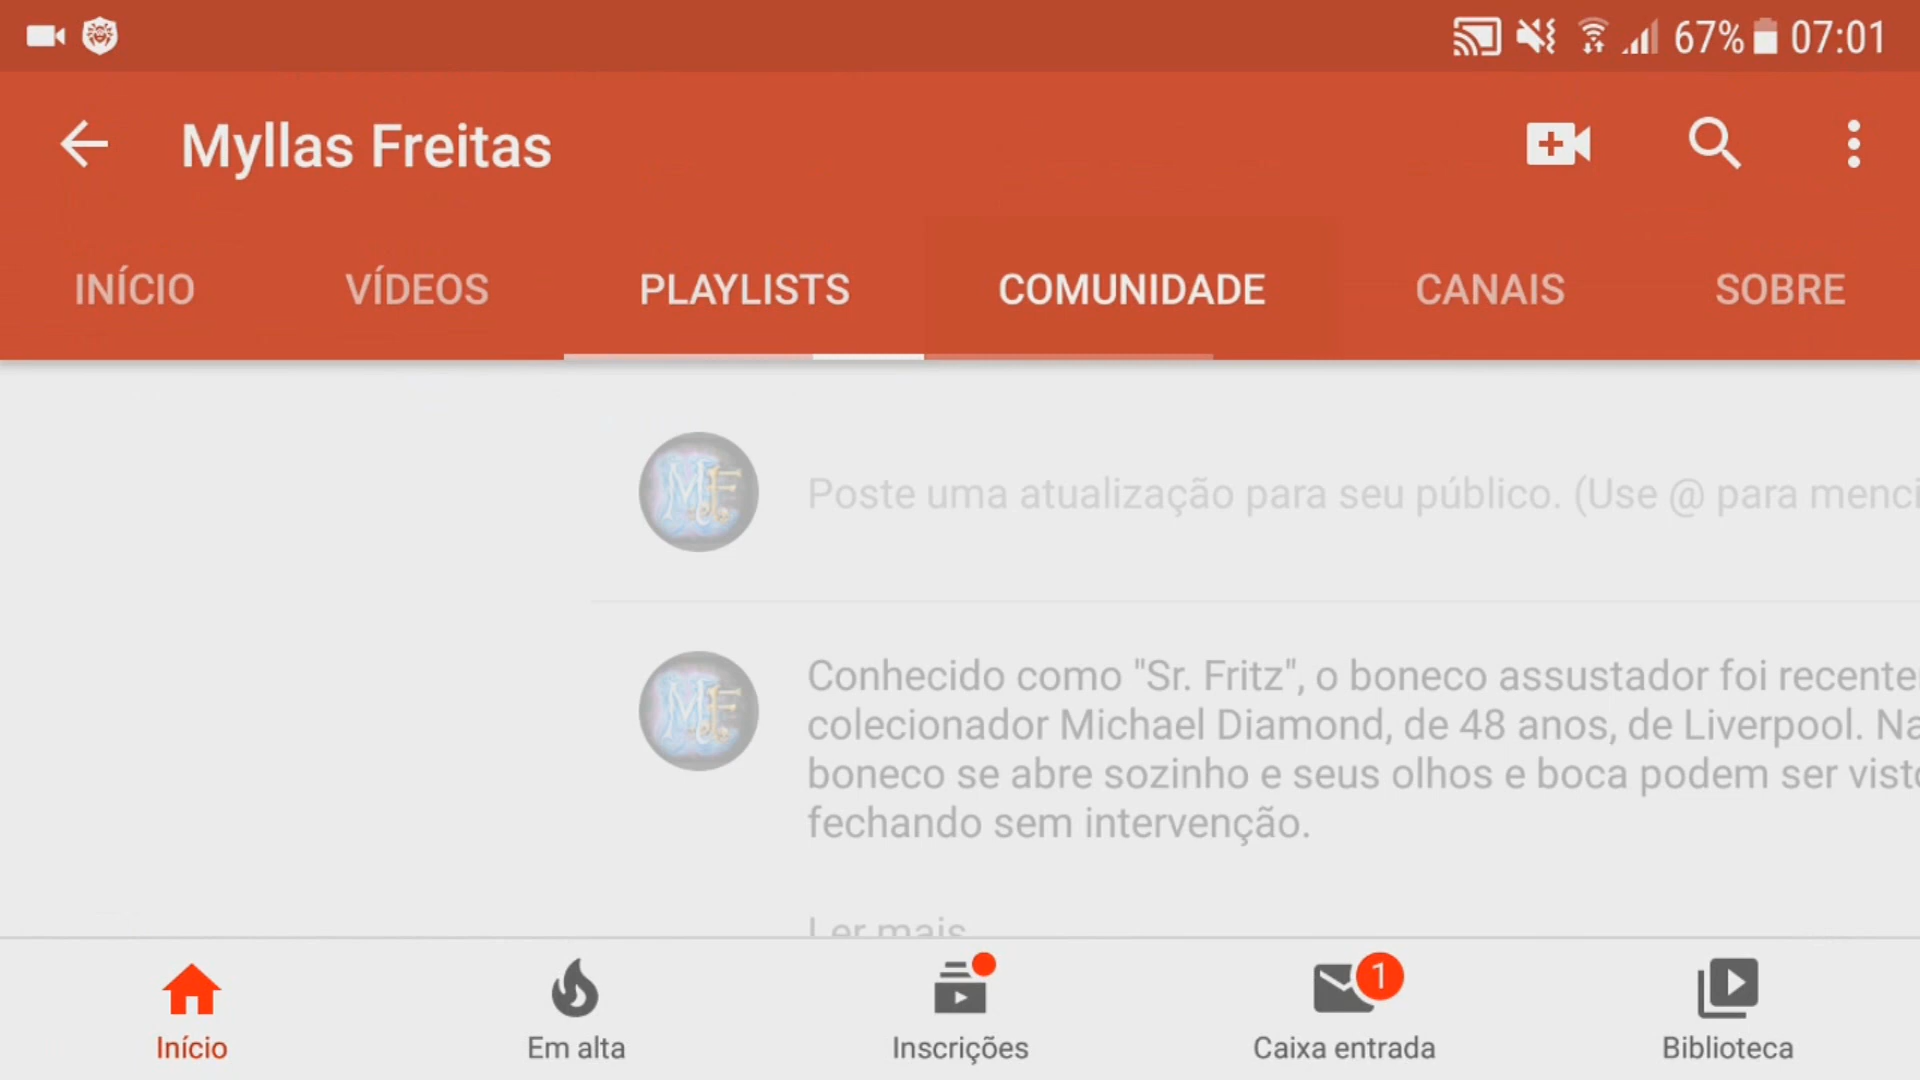 67% 07:01
Myllas Freitas
INÍCIO VÍDEOS PLAYLISTS COMUNIDADE CANAIS SOBRE
Poste uma atualização para seu público. (Use @ para menci
Conhecido como "Sr. Fritz", o boneco assustador foi recente
colecionador Michael Diamond, de 48 anos, de Liverpool. Na
boneco se abre sozinho e seus olhos e boca podem ser visto
fechando sem intervenção.
Ler mais
1
Início Em alta Inscrições Caixa entrada Biblioteca